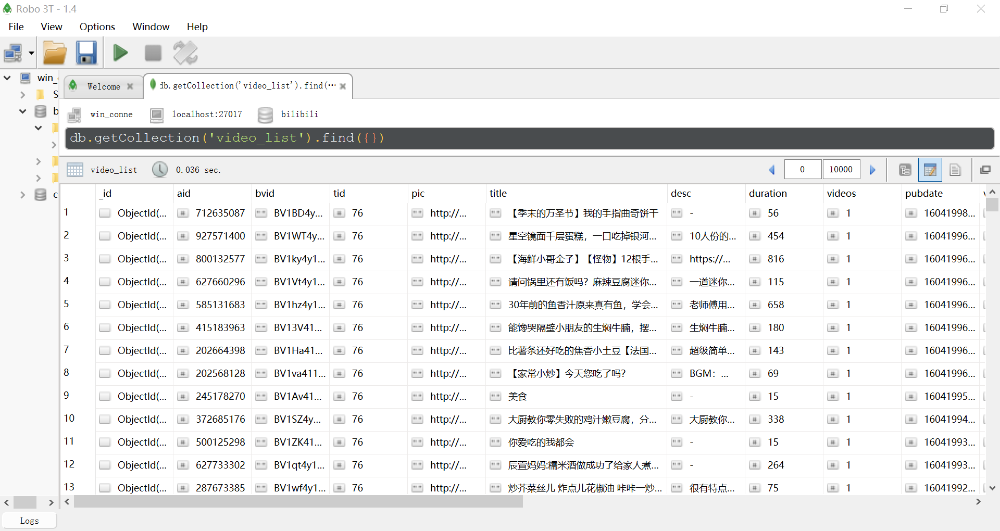 Robo 3T - 1.4
File View Options Window Help
win_
S
b
c
Welcome
db.getCollection('video_list').find(…
win_conne localhost:27017 bilibili
db.getCollection('video_list').find({})
video_list 0.036 sec. 0 10000
_id aid bvid tid pic title desc duration videos pubdate
1 ObjectId(... 712635087 BV1BD4y... 76 http://... 【季末的万圣节】我的手指曲奇饼干 - 56 1 16041998...
2 ObjectId(... 927571400 BV1WT4y... 76 http://... 星空镜面千层蛋糕，一口吃掉银河... 10人份的... 454 1 16041996...
3 ObjectId(... 800132577 BV1ky4y1... 76 http://... 【海鲜小哥金子】【怪物】12根手... https://... 816 1 16041996...
4 ObjectId(... 627660296 BV1Vt4y1... 76 http://... 请问锅里还有饭吗？麻辣豆腐迷你... 一道迷你... 115 1 16041996...
5 ObjectId(... 585131683 BV1hz4y1... 76 http://... 30年前的鱼香汁原来真有鱼，学会... 老师傅用... 658 1 16041996...
6 ObjectId(... 415183963 BV13V41... 76 http://... 能馋哭隔壁小朋友的生焖牛腩，摆... 生焖牛腩... 180 1 16041996...
7 ObjectId(... 202664398 BV1Ha41... 76 http://... 比薯条还好吃的焦香小土豆【法国... 超级简单... 143 1 16041996...
8 ObjectId(... 202568128 BV1va411... 76 http://... 【家常小炒】今天您吃了吗？ BGM：... 69 1 16041996...
9 ObjectId(... 245178270 BV1Av41... 76 http://... 美食 - 15 1 16041995...
10 ObjectId(... 372685176 BV1SZ4y... 76 http://... 大厨教你零失败的鸡汁嫩豆腐，分... 大厨教你... 338 1 16041994...
11 ObjectId(... 500125298 BV1ZK41... 76 http://... 你爱吃的我都会 - 15 1 16041993...
12 ObjectId(... 627733302 BV1qt4y1... 76 http://... 辰萱妈妈:糯米酒做成功了给家人煮... - 264 1 16041993...
13 ObjectId(... 287673385 BV1wf4y1... 76 http://... 炒芥菜丝儿 炸点儿花椒油 咔咔一炒... 很有特点... 75 1 16041992...
Logs